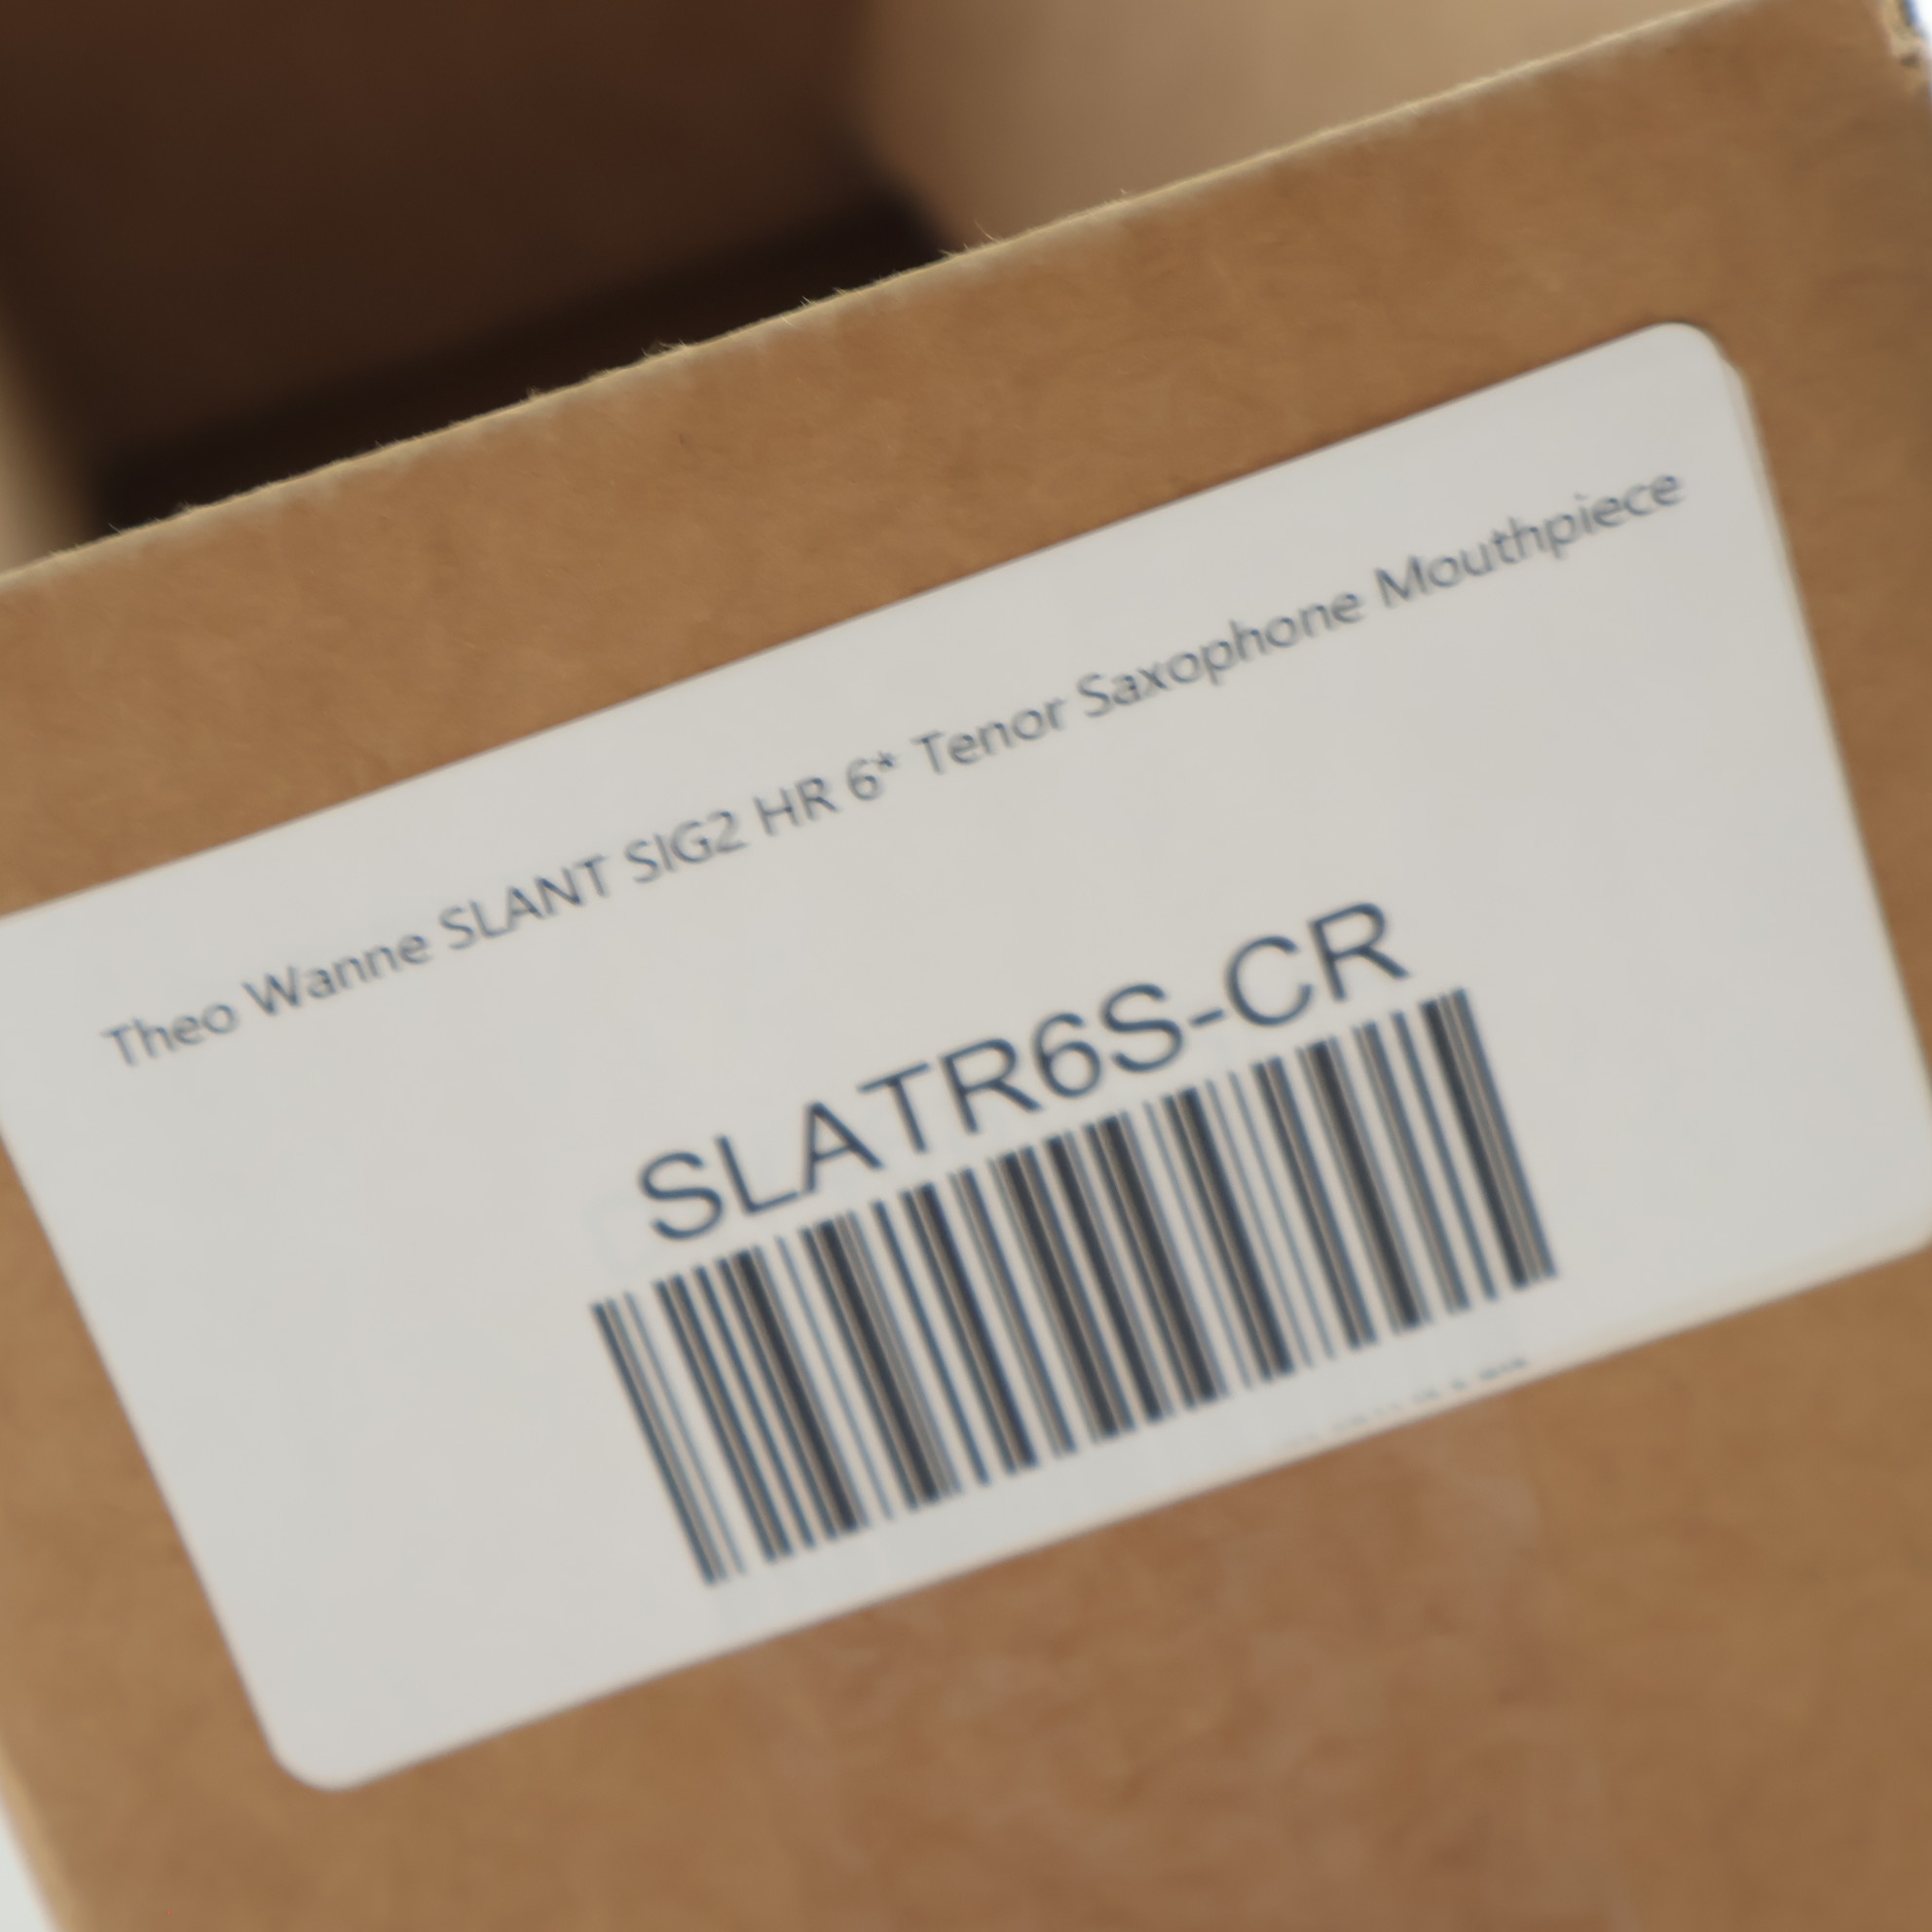 Theo Wanne SLANT SIG2 HR 6* Tenor Saxophone Mouthpiece
SLATR6S-CR